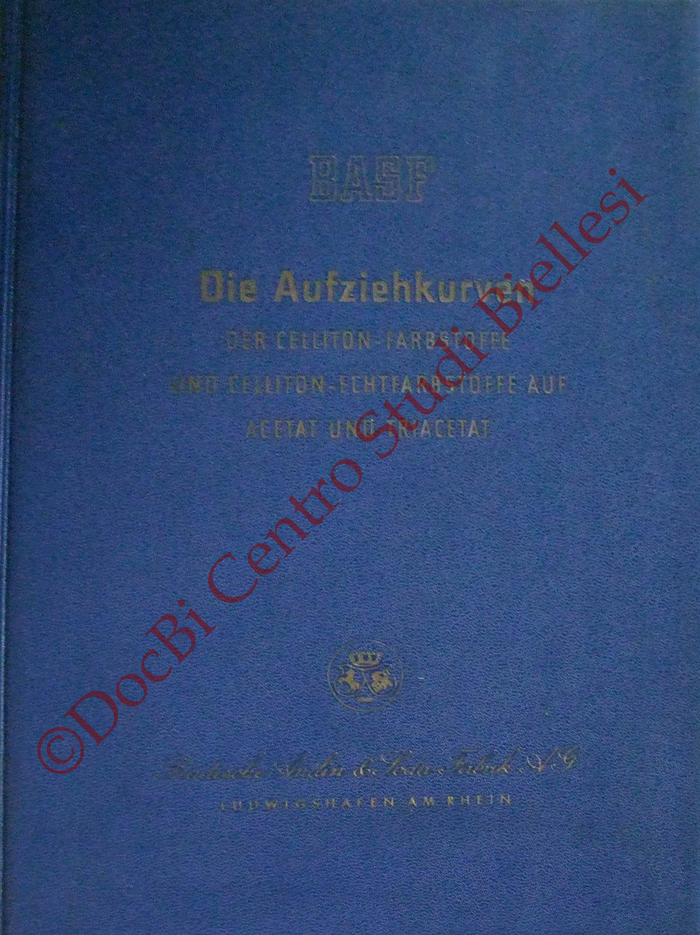 BASF
Die Aufziehkurven
DER CELLITON-FARBSTOFFE
UND CELLITON-ECHTFARBSTOFFE AUF
ACETAT UND TRIACETAT
Badische Anilin & Soda-Fabrik A.G.
LUDWIGSHAFEN AM RHEIN
©DocBi Centro Studi Biellesi